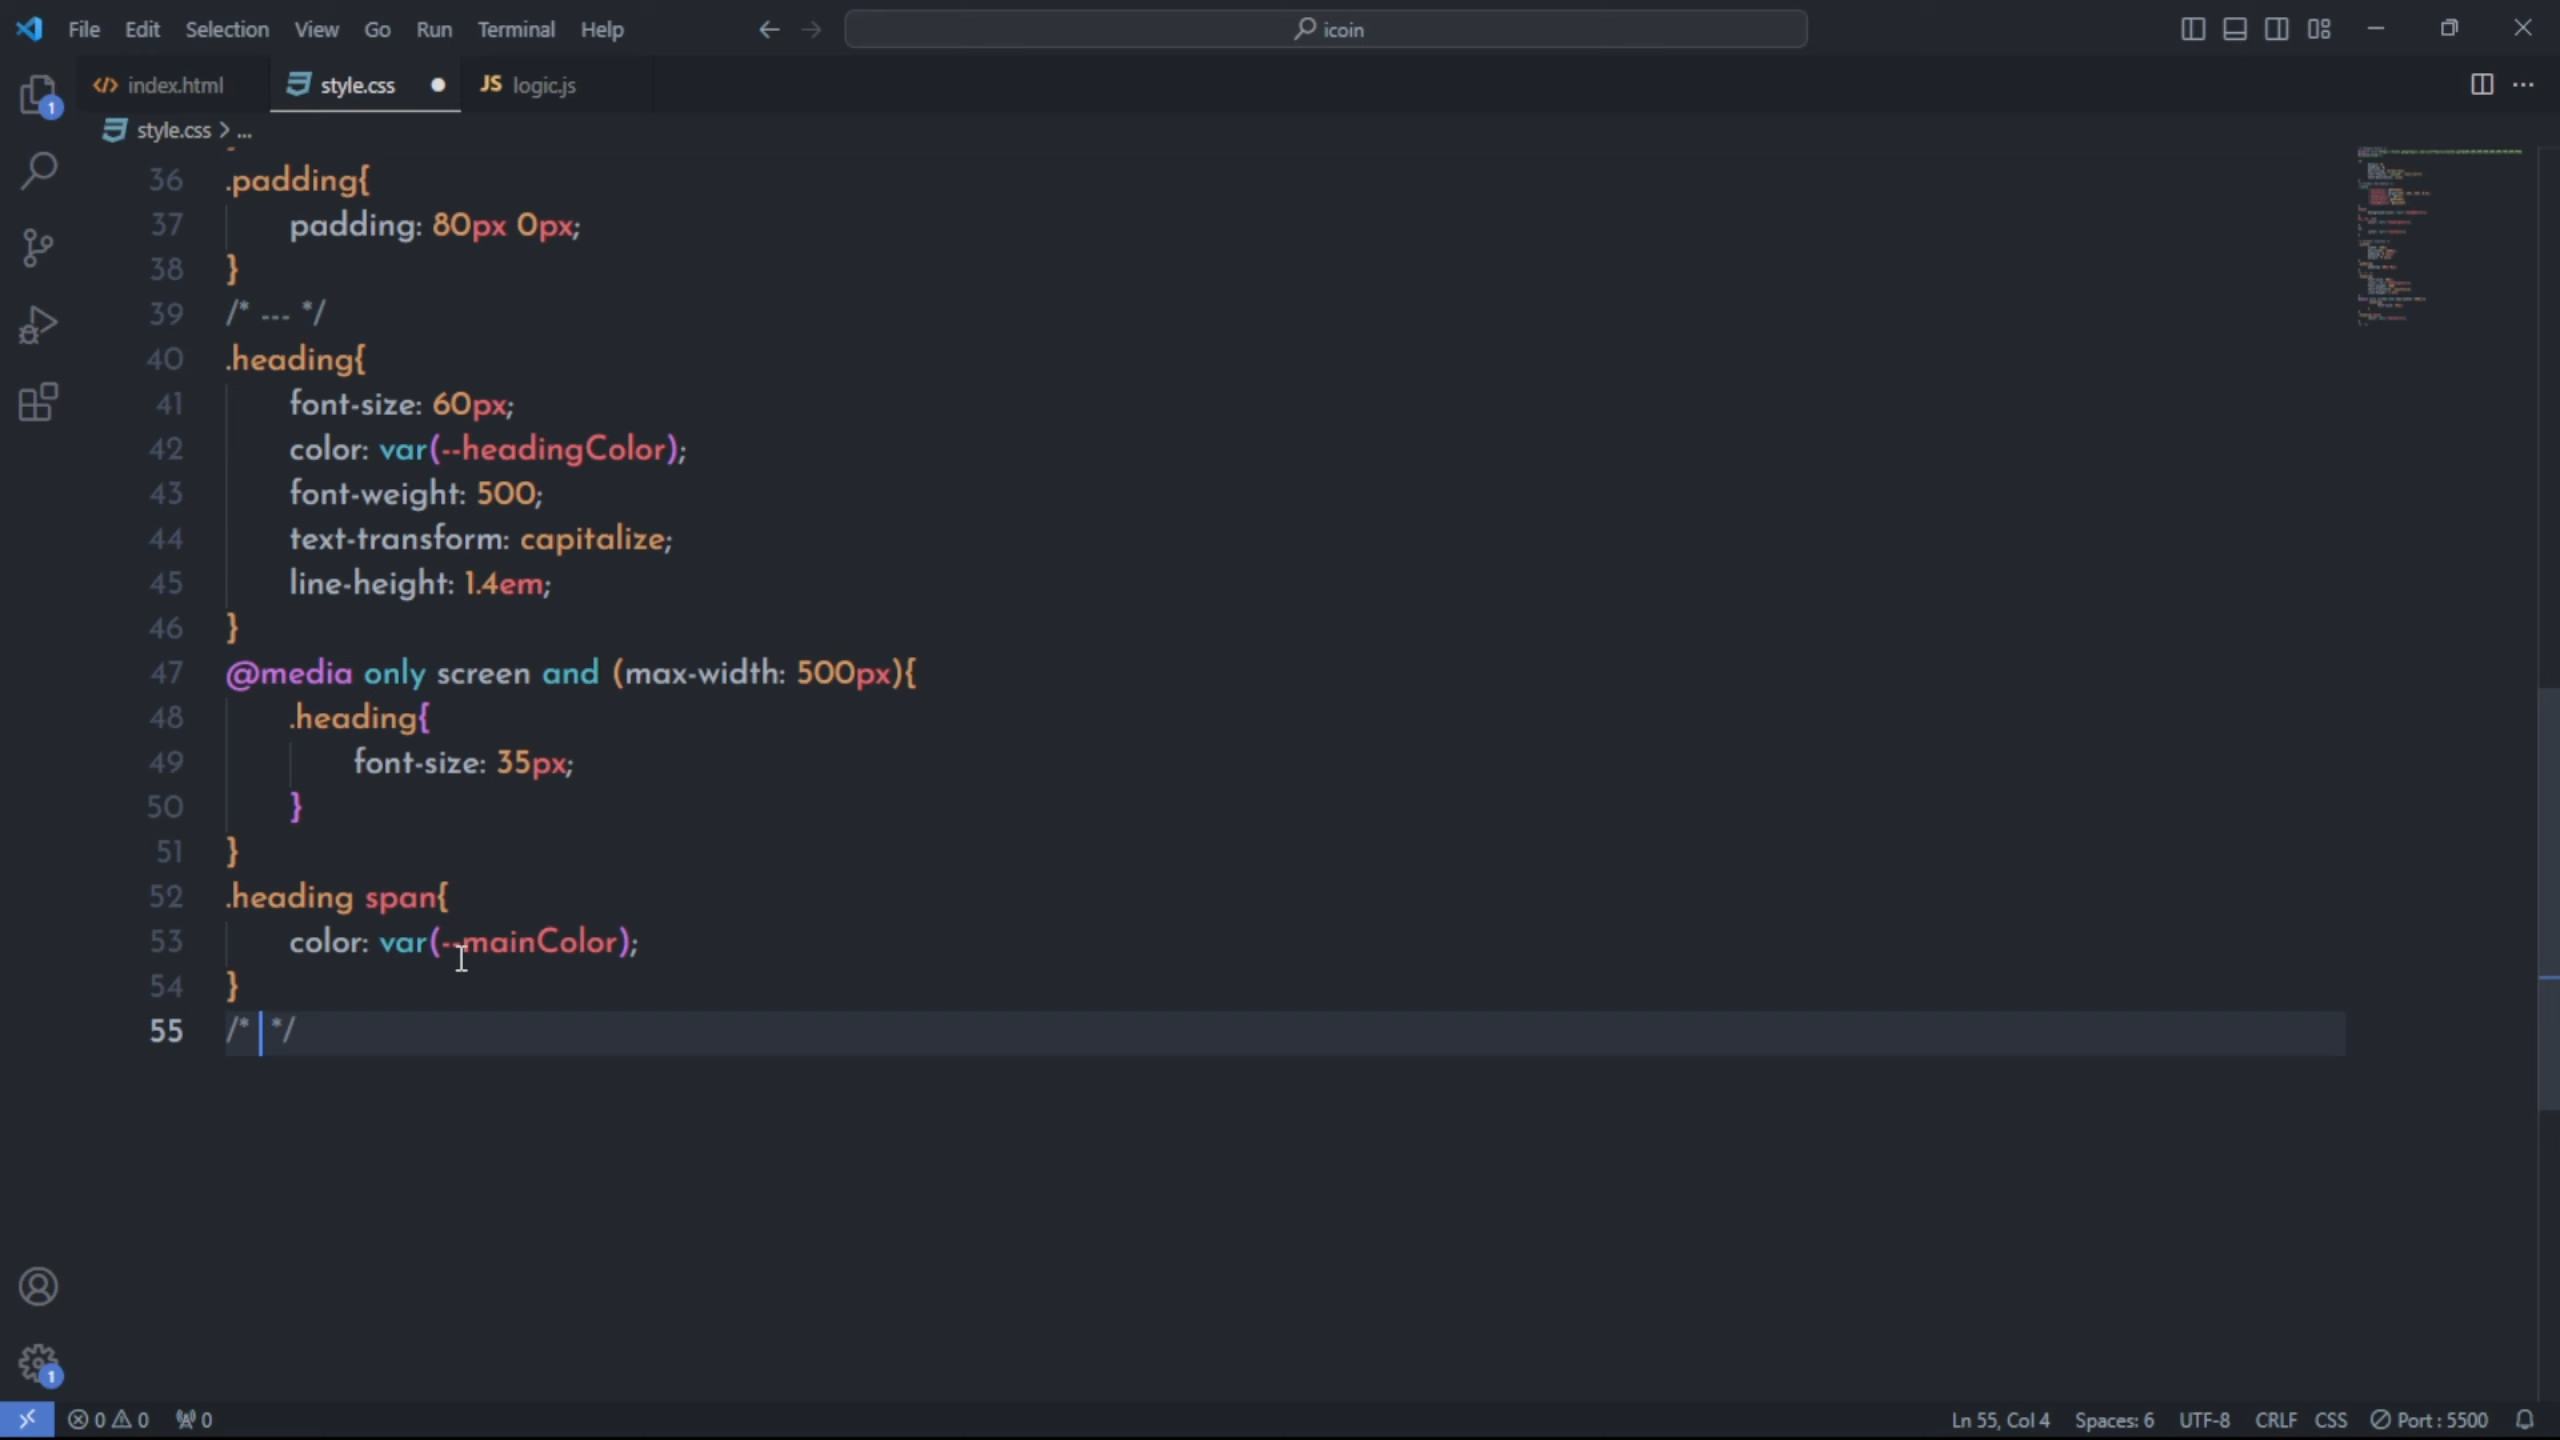 File Edit Selection View Go Run Terminal Help
icoin
index.html
style.css
JS logic.js
style.css > ...
1
36 .padding{
37 padding: 80px 0px;
38 }
39 /* --- */
40 .heading{
41 font-size: 60px;
42 color: var(--headingColor);
43 font-weight: 500;
44 text-transform: capitalize;
45 line-height: 1.4em;
46 }
47 @media only screen and (max-width: 500px){
48 .heading{
49 font-size: 35px;
50 }
51 }
52 .heading span{
53 color: var(--mainColor);
54 }
55 /* */
1
0 0 0
Ln 55, Col 4 Spaces: 6 UTF-8 CRLF CSS Port : 5500